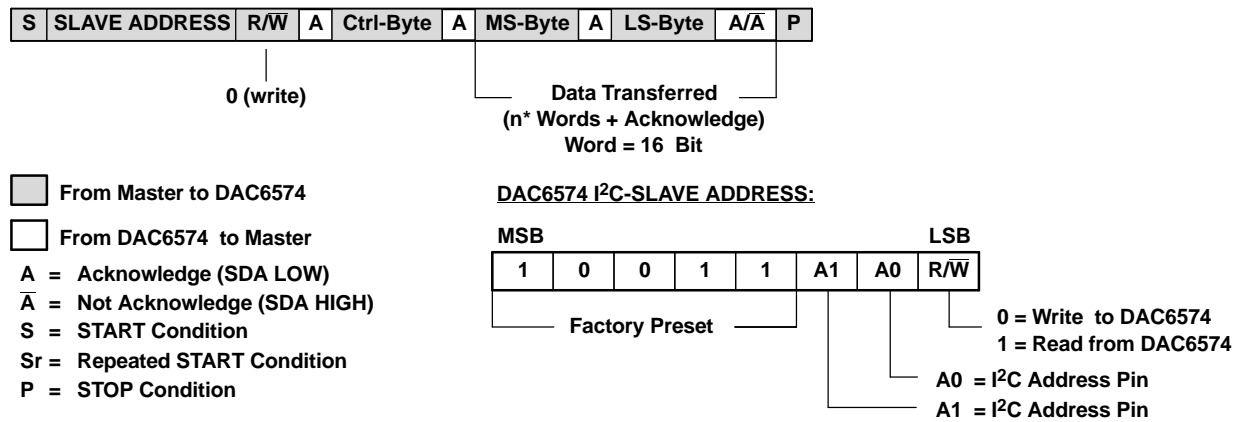 S SLAVE ADDRESS R/W̅ A Ctrl-Byte A MS-Byte A LS-Byte A/A̅ P
0 (write)
Data Transferred
(n* Words + Acknowledge)
Word = 16 Bit
From Master to DAC6574
From DAC6574 to Master
A = Acknowledge (SDA LOW)
A̅ = Not Acknowledge (SDA HIGH)
S = START Condition
Sr = Repeated START Condition
P = STOP Condition
DAC6574 I²C-SLAVE ADDRESS:
MSB LSB
1 0 0 1 1 A1 A0 R/W̅
Factory Preset
0 = Write to DAC6574
1 = Read from DAC6574
A0 = I²C Address Pin
A1 = I²C Address Pin